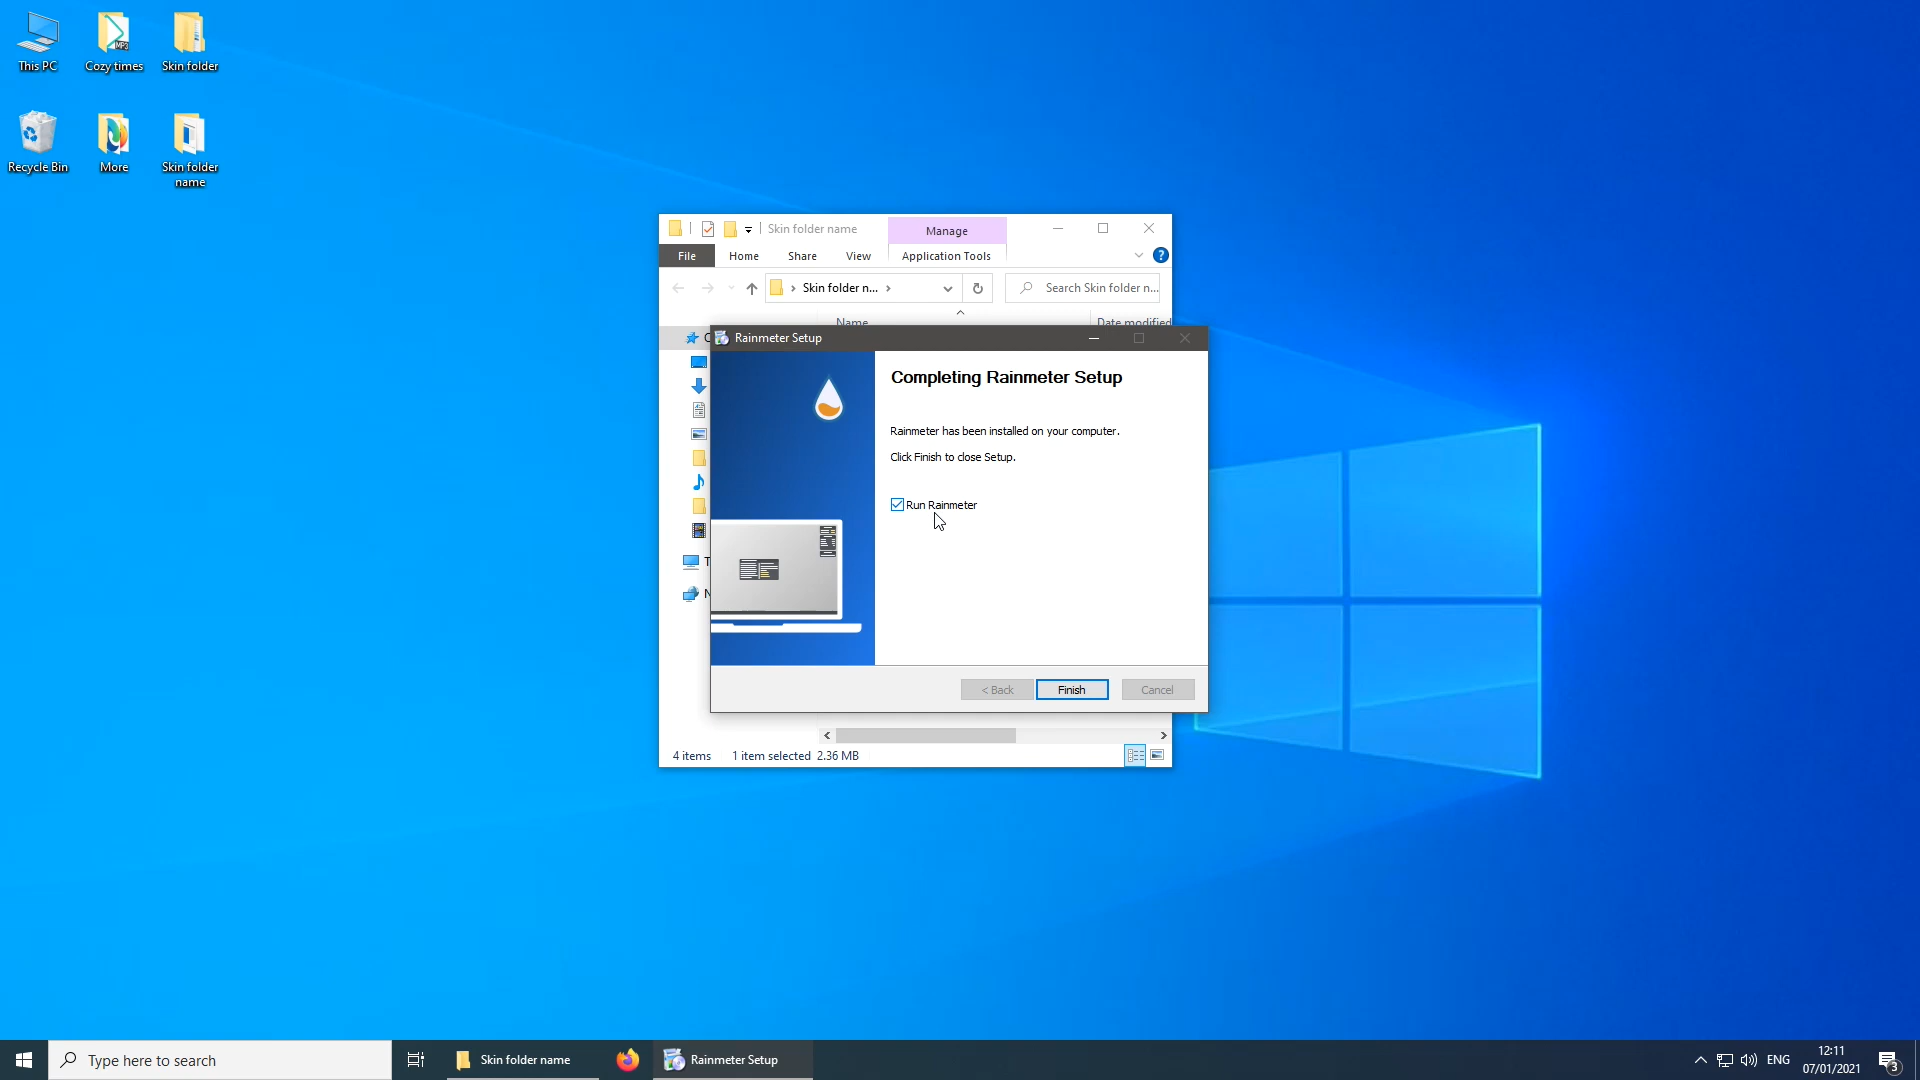 This PC
Cozy times
Skin folder
MP3
Recycle Bin
More
Skin folder
name
Skin folder name
Manage
File
Home
Share
View
Application Tools
?
Skin folder n...
Search Skin folder n...
Name
Date modified
Rainmeter Setup
Completing Rainmeter Setup
Rainmeter has been installed on your computer.
Click Finish to close Setup.
Run Rainmeter
< Back
Finish
Cancel
4 items
1 item selected 2.36 MB
Type here to search
Skin folder name
Rainmeter Setup
ENG
12:11
07/01/2021
3